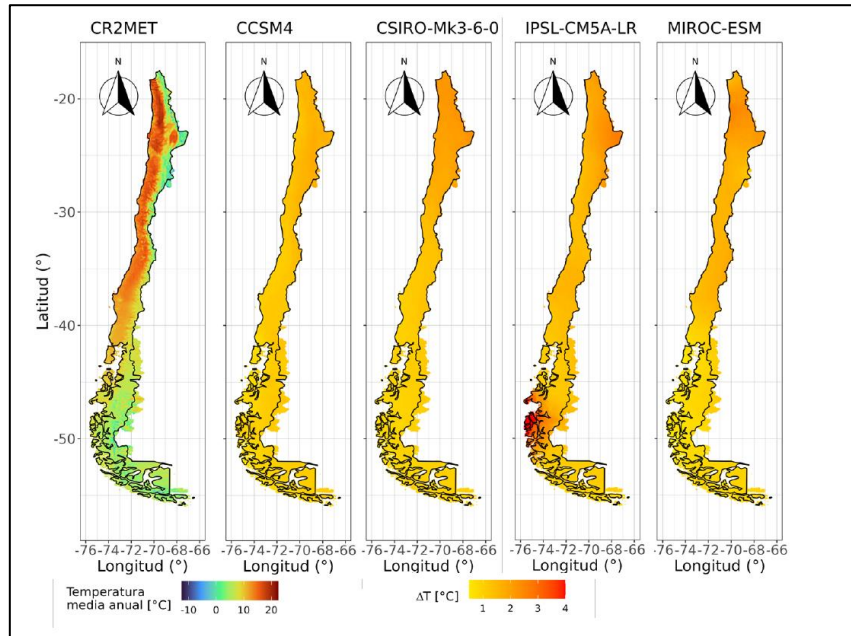 CR2MET CCSM4 CSIRO-Mk3-6-0 IPSL-CM5A-LR MIROC-ESM
N N N N N
-20
-30
-40
-50
Latitud (°)
-76-74-72-70-68-66 -76-74-72-70-68-66 -76-74-72-70-68-66 -76-74-72-70-68-66 -76-74-72-70-68-66
Longitud (°) Longitud (°) Longitud (°) Longitud (°) Longitud (°)
Temperatura
media anual [°C]
-10 0 10 20
ΔT [°C]
1 2 3 4